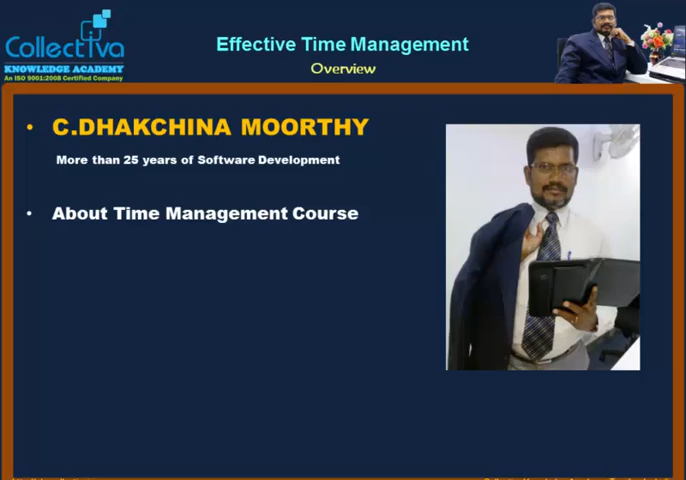 Collectiva
KNOWLEDGE ACADEMY
An ISO 9001:2008 Certified Company
Effective Time Management
Overview
• C.DHAKCHINA MOORTHY
More than 25 years of Software Development
• About Time Management Course